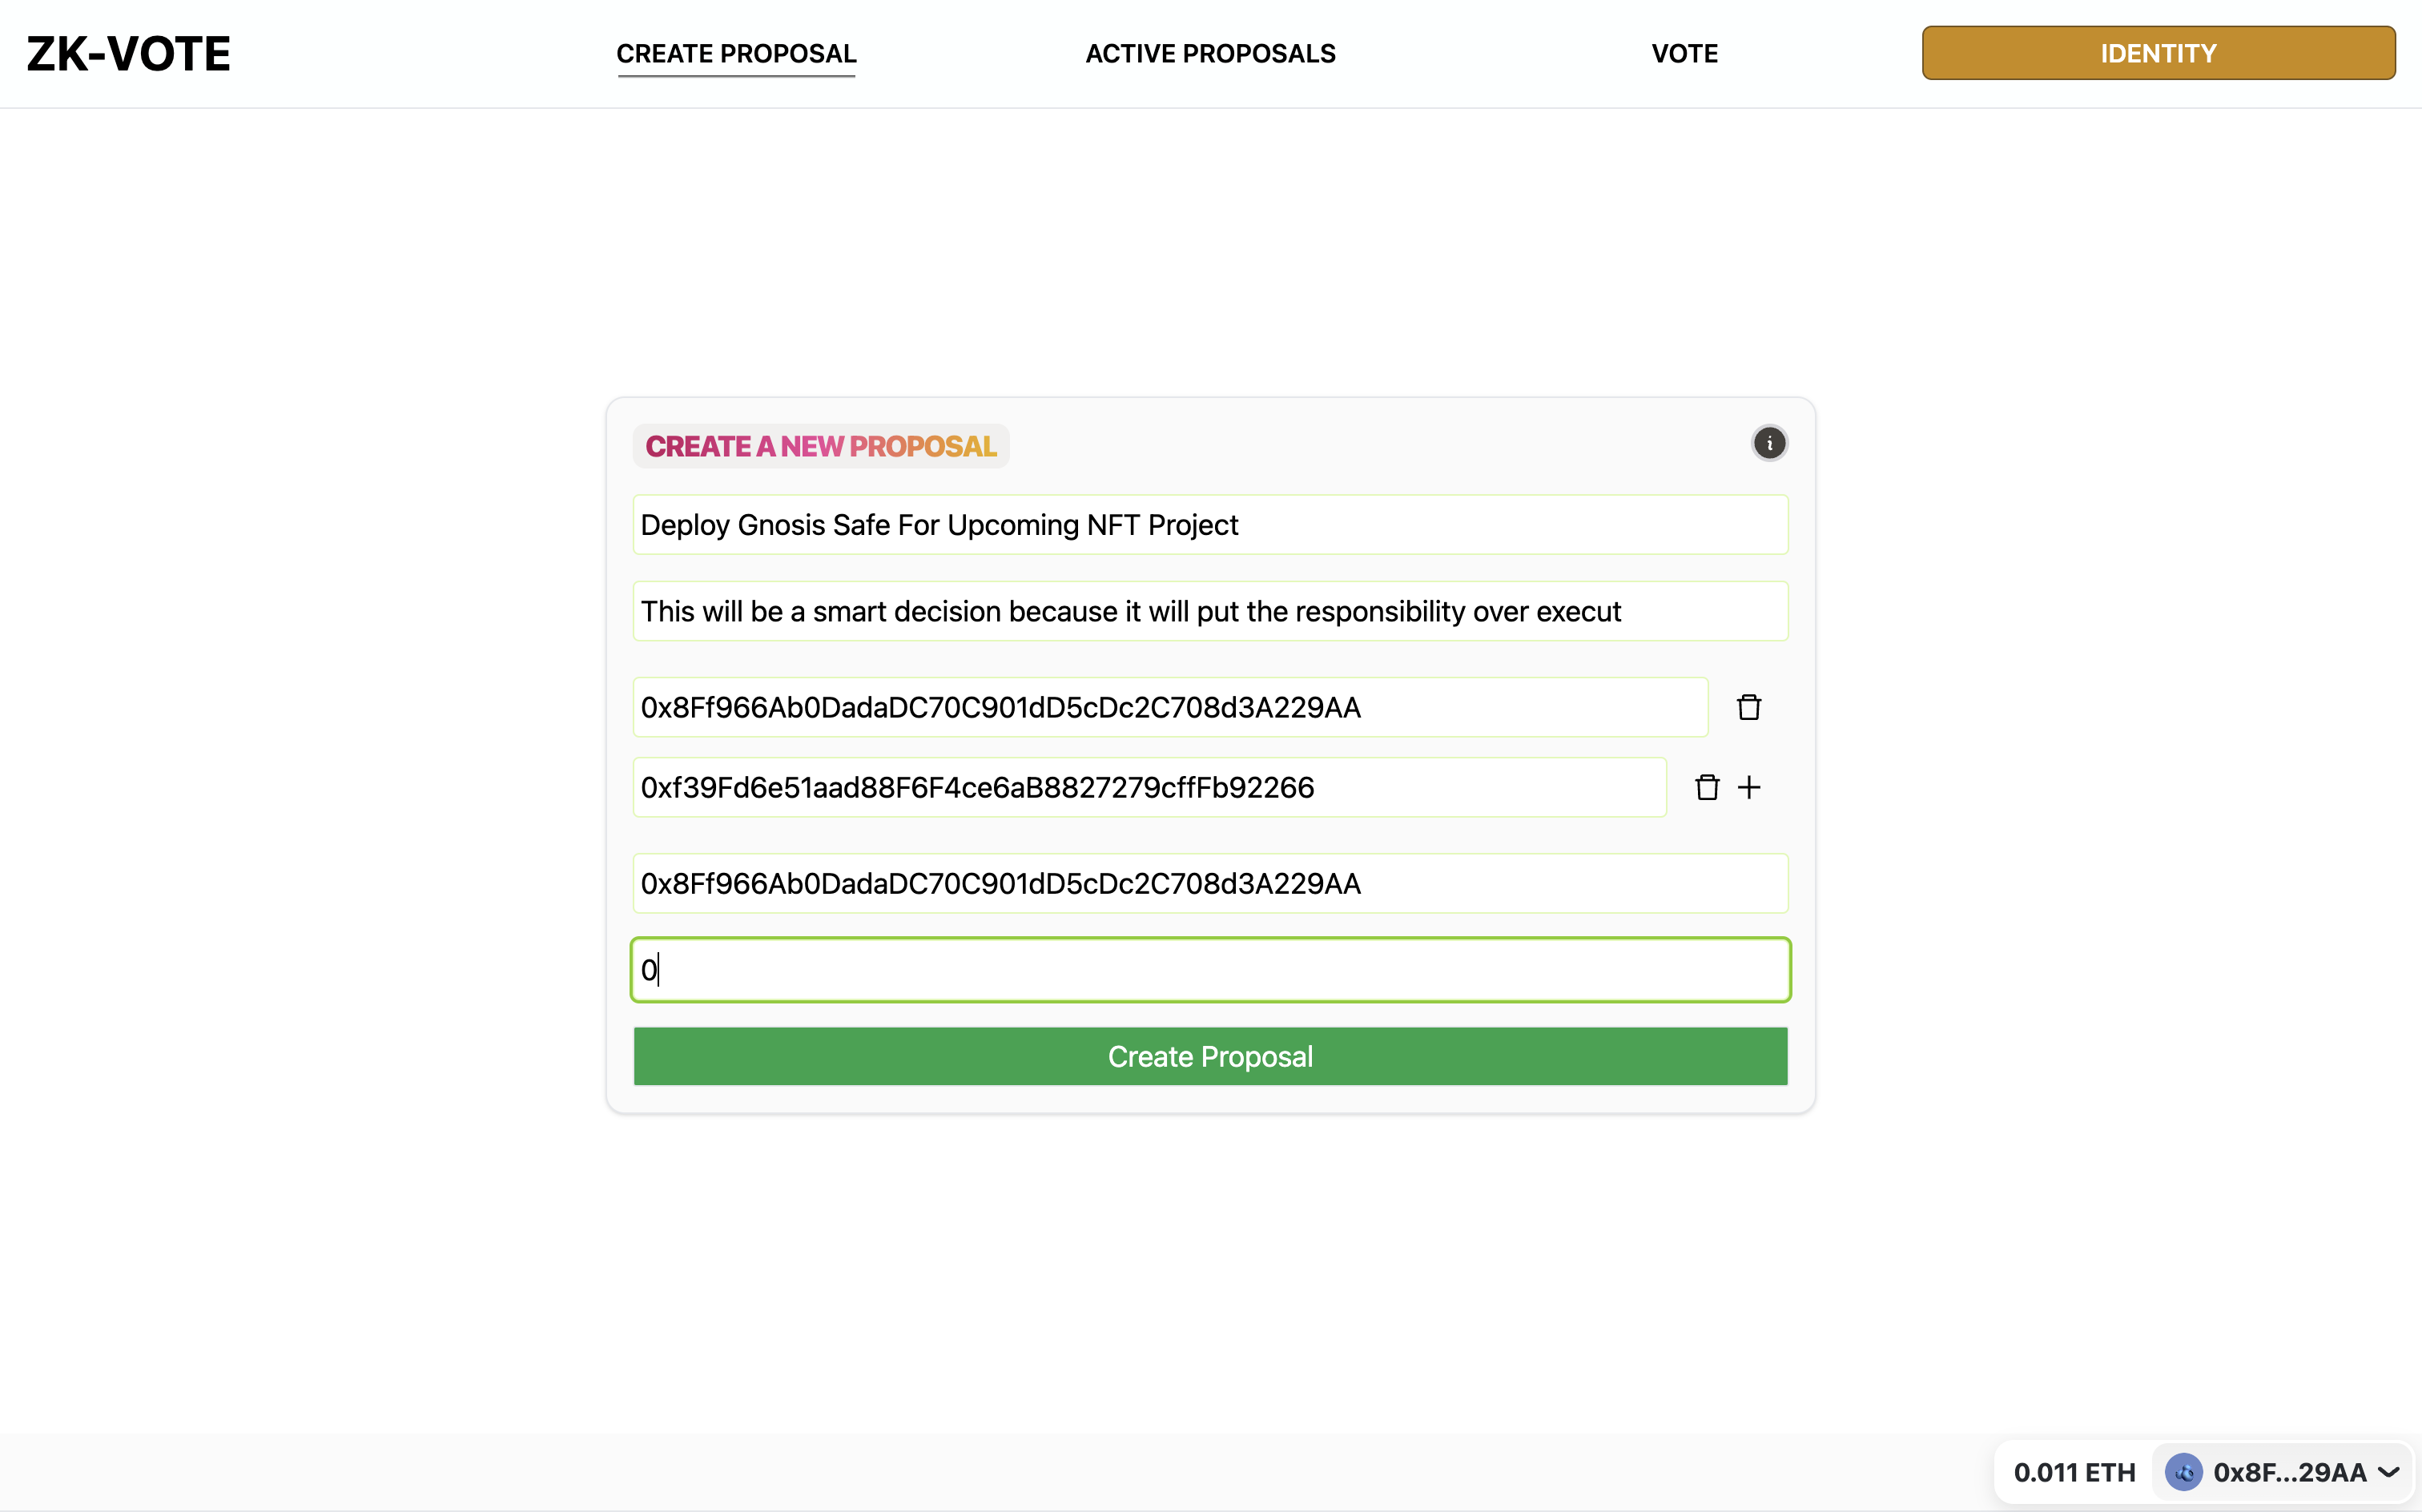 ZK-VOTE
CREATE PROPOSAL
ACTIVE PROPOSALS
VOTE
IDENTITY
CREATE A NEW PROPOSAL
i
Deploy Gnosis Safe For Upcoming NFT Project
This will be a smart decision because it will put the responsibility over execut
0x8Ff966Ab0DadaDC70C901dD5cDc2C708d3A229AA
0xf39Fd6e51aad88F6F4ce6aB8827279cffFb92266
0x8Ff966Ab0DadaDC70C901dD5cDc2C708d3A229AA
0
Create Proposal
0.011 ETH
0x8F...29AA